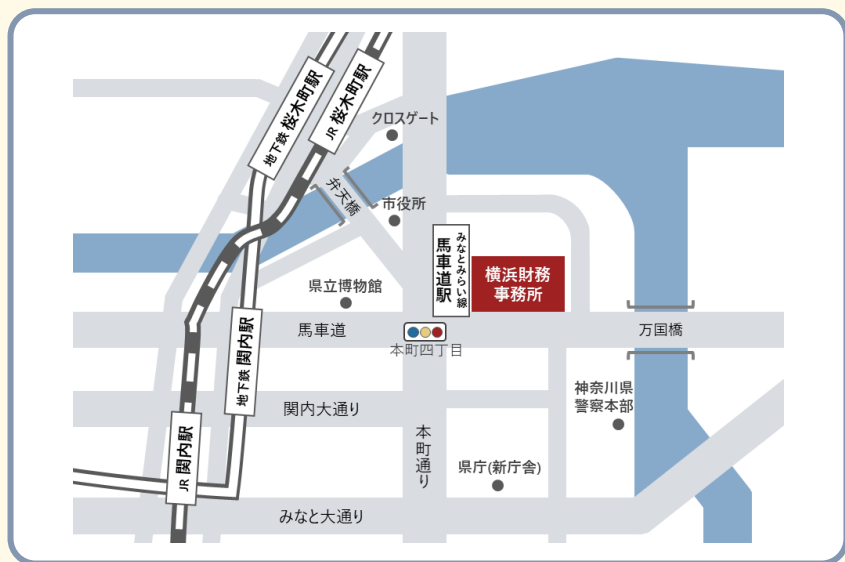 地下鉄 桜木町駅
JR 桜木町駅
クロスゲート
弁天橋
市役所
みなとみらい線
馬車道駅
横浜財務
事務所
県立博物館
馬車道
本町四丁目
万国橋
地下鉄 関内駅
神奈川県
警察本部
関内大通り
本町通り
JR 関内駅
県庁(新庁舎)
みなと大通り